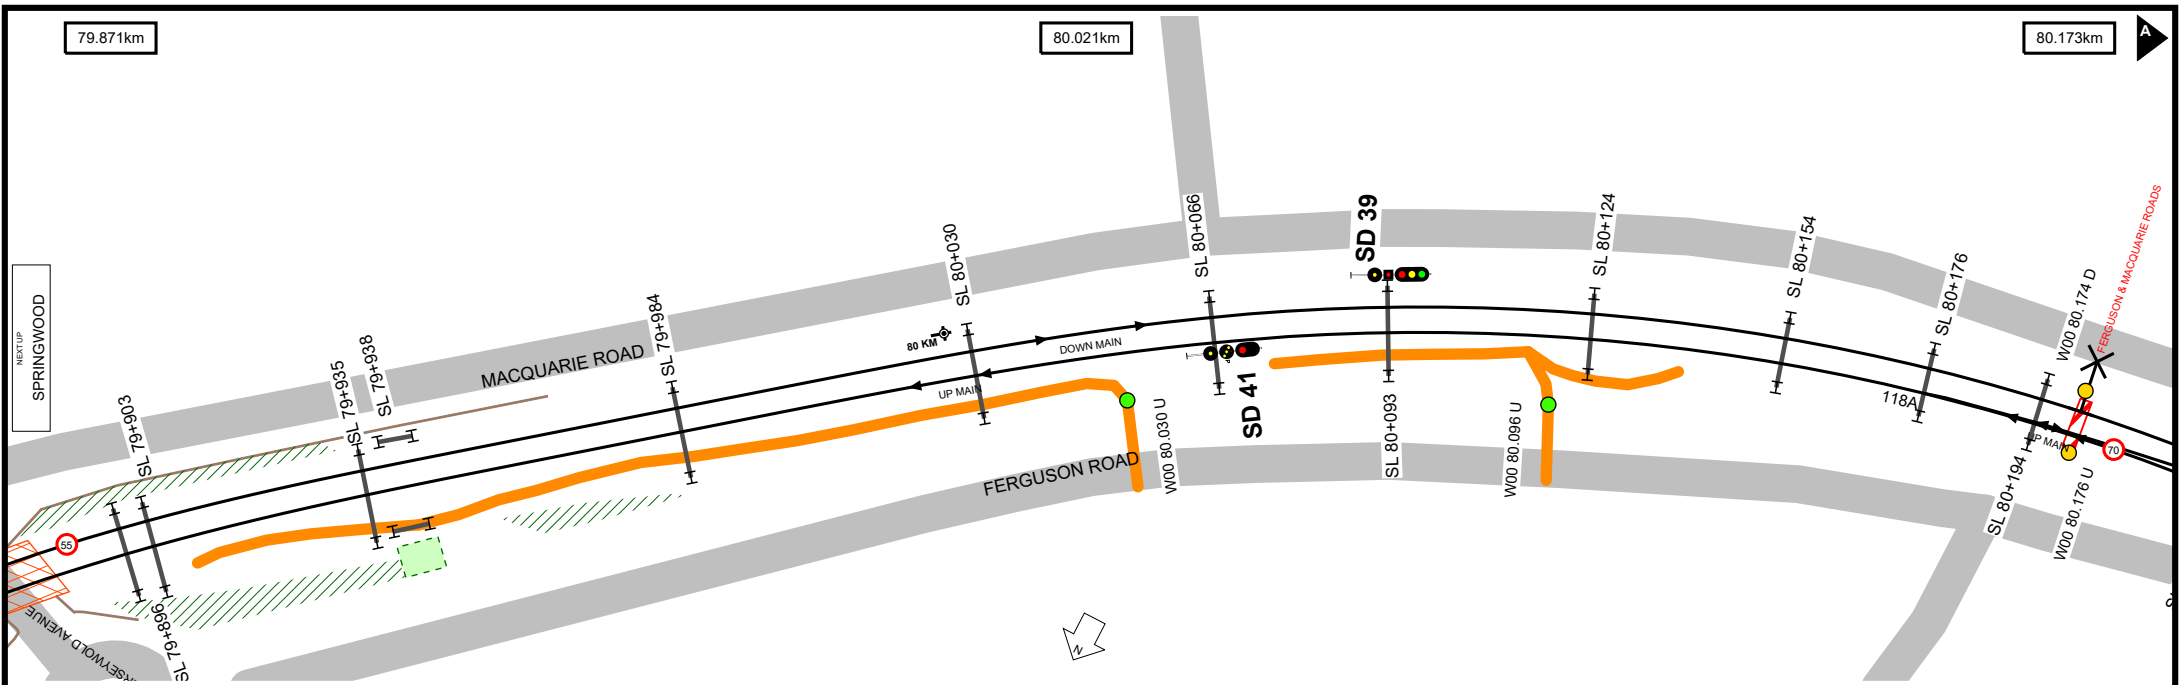 79.871km
80.021km
80.173km
A
NEXT UP
SPRINGWOOD
SL 79+903
SL 79+896
SL 79+935
SL 79+938
MACQUARIE ROAD
SL 79+984
80 KM
SL 80+030
DOWN MAIN
UP MAIN
SL 80+066
SD 41
SD 39
SL 80+093
W00 80.030 U
FERGUSON ROAD
W00 80.096 U
SL 80+124
SL 80+154
SL 80+176
118A
W00 80.174 D
FERGUSON & MACQUARIE ROADS
UP MAIN
70
SL 80+194
W00 80.176 U
55
ERSEYWOLD AVENUE
N